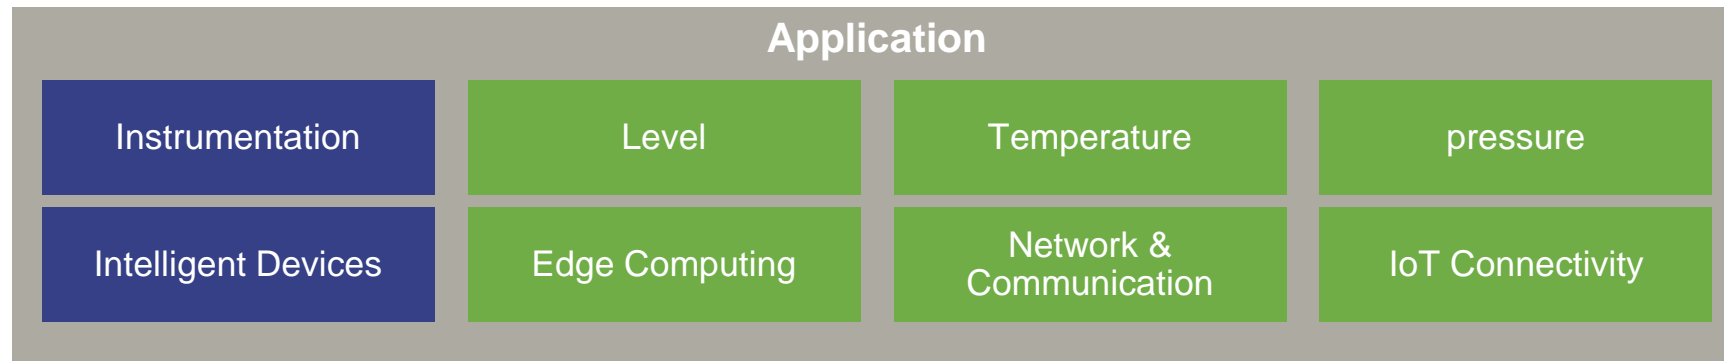 Application
Instrumentation
Level
Temperature
pressure
Intelligent Devices
Edge Computing
Network &
Communication
IoT Connectivity